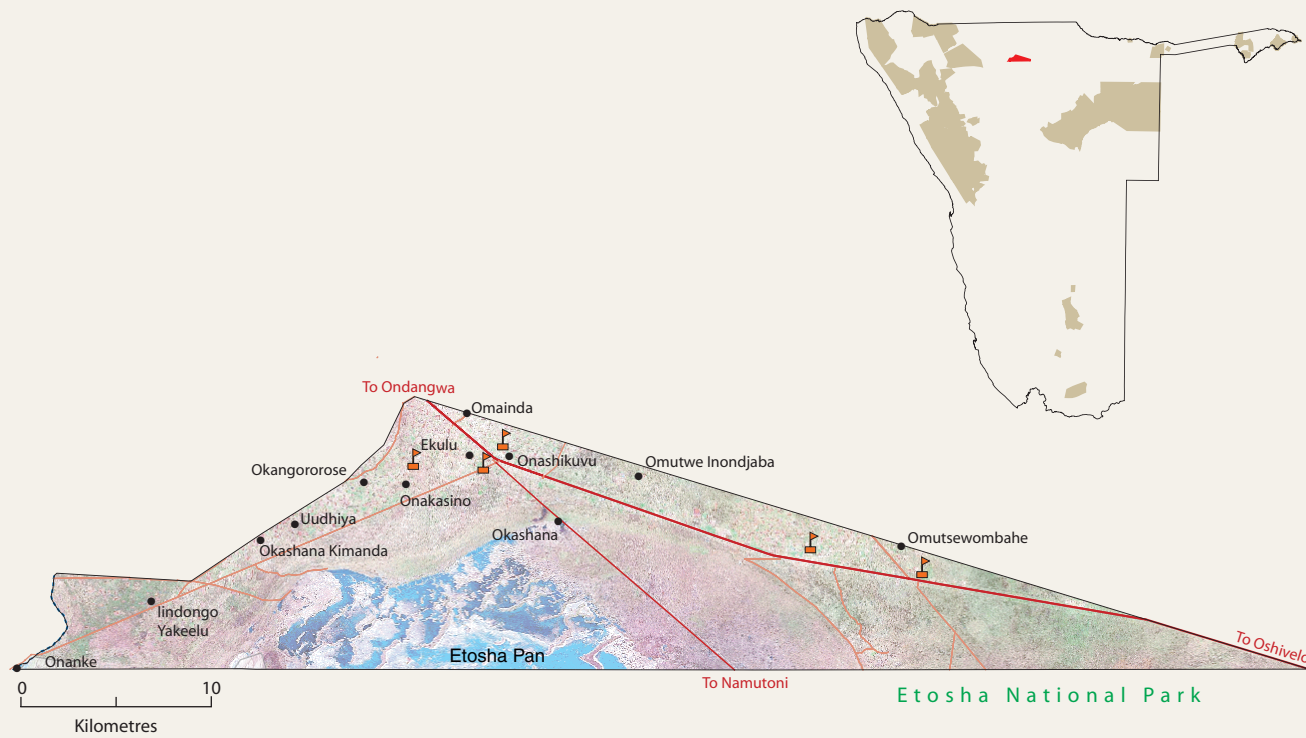 To Ondangwa
Omainda
Ekulu
Onashikuvu
Omutwe Inondjaba
Okangororose
Onakasino
Uudhiya
Okashana
Omutsewombahe
Okashana Kimanda
Iindongo
Yakeelu
Onanke
Etosha Pan
To Oshivelo
To Namutoni
Etosha National Park
0 10
Kilometres